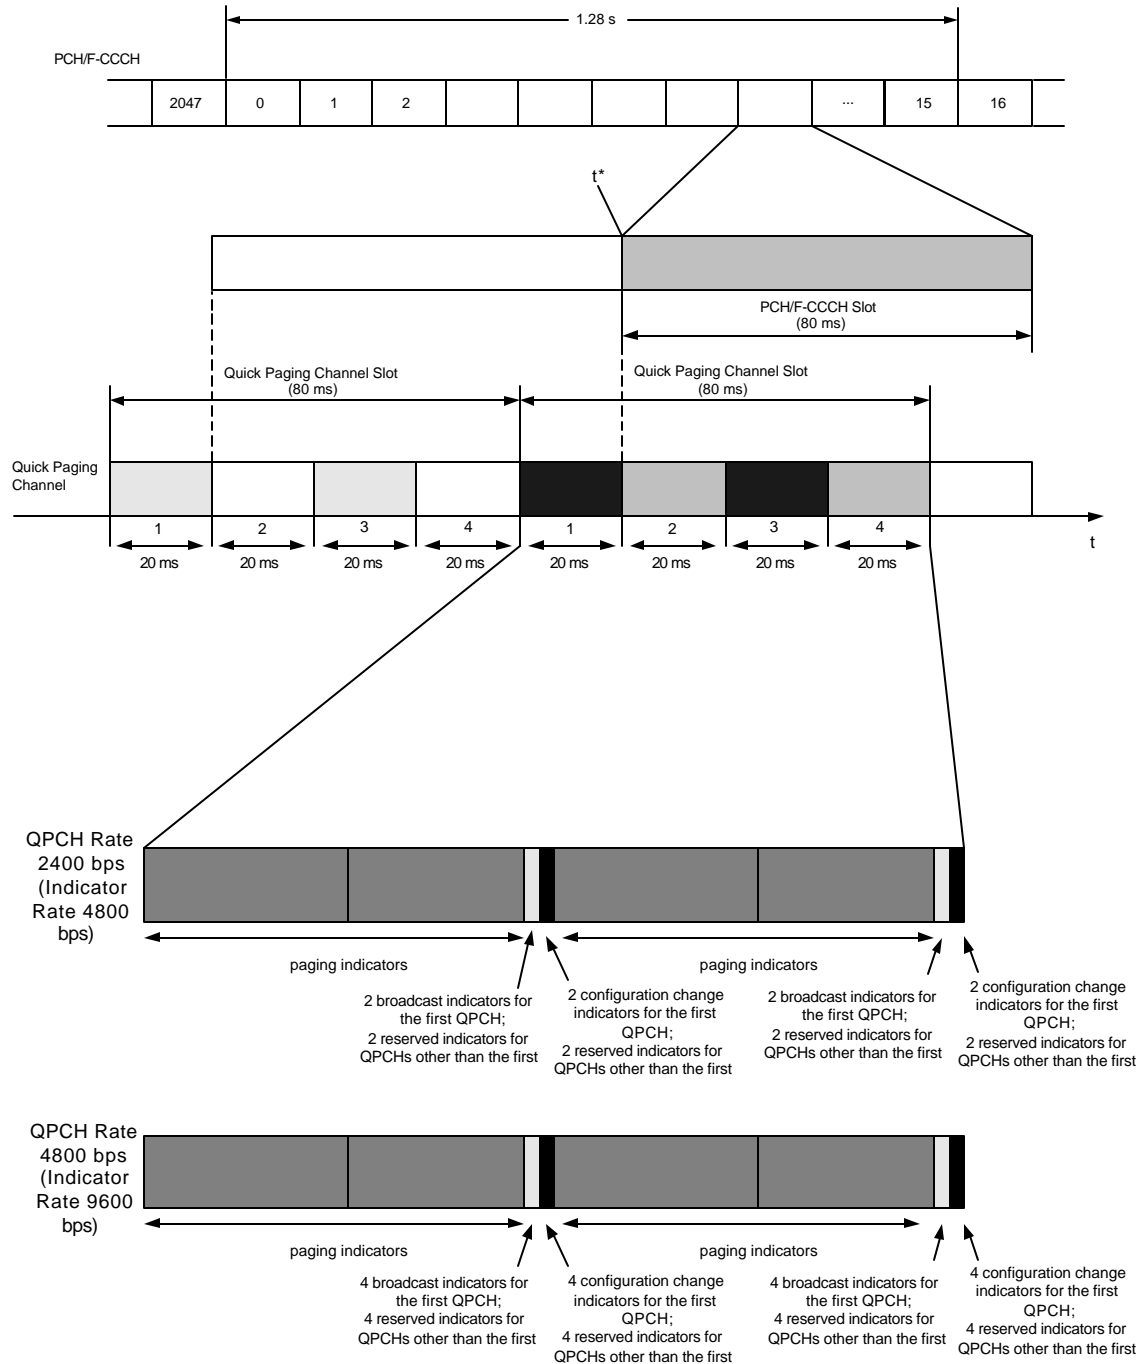 1.28 s
PCH/F-CCCH
2047 0 1 2 ... 15 16
t*
PCH/F-CCCH Slot
(80 ms)
Quick Paging Channel Slot
(80 ms)
Quick Paging Channel Slot
(80 ms)
Quick Paging
Channel
1 2 3 4 1 2 3 4
20 ms 20 ms 20 ms 20 ms 20 ms 20 ms 20 ms 20 ms
t
QPCH Rate
2400 bps
(Indicator
Rate 4800
bps)
paging indicators
paging indicators
2 broadcast indicators for
the first QPCH;
2 reserved indicators for
QPCHs other than the first
2 configuration change
indicators for the first
QPCH;
2 reserved indicators for
QPCHs other than the first
2 broadcast indicators for
the first QPCH;
2 reserved indicators for
QPCHs other than the first
2 configuration change
indicators for the first
QPCH;
2 reserved indicators for
QPCHs other than the first
QPCH Rate
4800 bps
(Indicator
Rate 9600
bps)
paging indicators
paging indicators
4 broadcast indicators for
the first QPCH;
4 reserved indicators for
QPCHs other than the first
4 configuration change
indicators for the first
QPCH;
4 reserved indicators for
QPCHs other than the first
4 broadcast indicators for
the first QPCH;
4 reserved indicators for
QPCHs other than the first
4 configuration change
indicators for the first
QPCH;
4 reserved indicators for
QPCHs other than the first